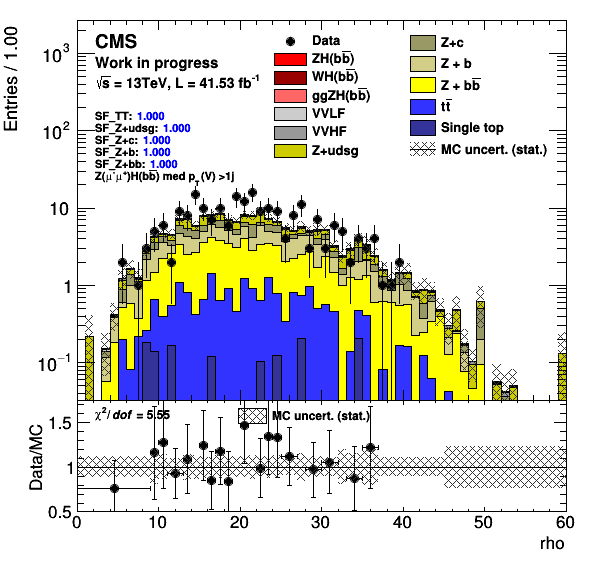 CMS
Work in progress
√s = 13TeV, L = 41.53 fb⁻¹
SF_TT: 1.000
SF_Z+udsg: 1.000
SF_Z+c: 1.000
SF_Z+b: 1.000
SF_Z+bb: 1.000
Z(μ⁻μ⁺)H(bb̅) med p_T(V) >1j
Data
ZH(bb̅)
WH(bb̅)
ggZH(bb̅)
VVLF
VVHF
Z+udsg
Z+c
Z + b
Z + bb̅
tt̅
Single top
MC uncert. (stat.)
Entries / 1.00
10³
10²
10
1
10⁻¹
χ²/dof = 5.55
MC uncert. (stat.)
Data/MC
1.5
1
0.5
0 10 20 30 40 50 60
rho